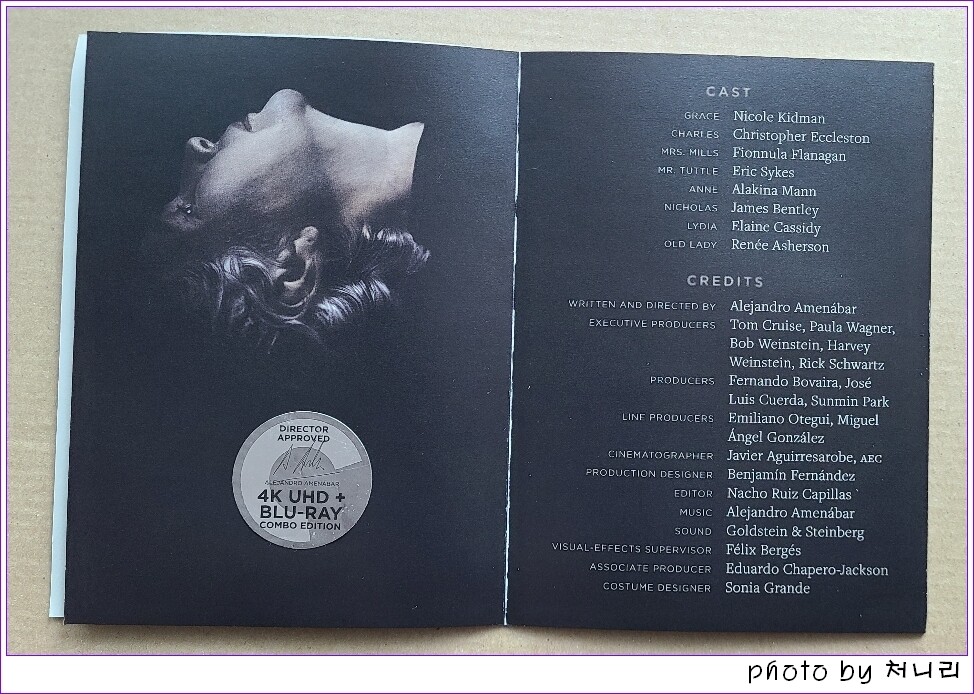 DIRECTOR
APPROVED
ALEJANDRO AMENÁBAR
4K UHD +
BLU-RAY
COMBO EDITION
CAST
GRACE Nicole Kidman
CHARLES Christopher Eccleston
MRS. MILLS Fionnula Flanagan
MR. TUTTLE Eric Sykes
ANNE Alakina Mann
NICHOLAS James Bentley
LYDIA Elaine Cassidy
OLD LADY Renée Asherson
CREDITS
WRITTEN AND DIRECTED BY Alejandro Amenábar
EXECUTIVE PRODUCERS Tom Cruise, Paula Wagner,
Bob Weinstein, Harvey
Weinstein, Rick Schwartz
PRODUCERS Fernando Bovaira, José
Luis Cuerda, Sunmin Park
LINE PRODUCERS Emiliano Otegui, Miguel
Ángel González
CINEMATOGRAPHER Javier Aguirresarobe, AEC
PRODUCTION DESIGNER Benjamín Fernández
EDITOR Nacho Ruiz Capillas
MUSIC Alejandro Amenábar
SOUND Goldstein & Steinberg
VISUAL-EFFECTS SUPERVISOR Félix Bergés
ASSOCIATE PRODUCER Eduardo Chapero-Jackson
COSTUME DESIGNER Sonia Grande
photo by 처니리